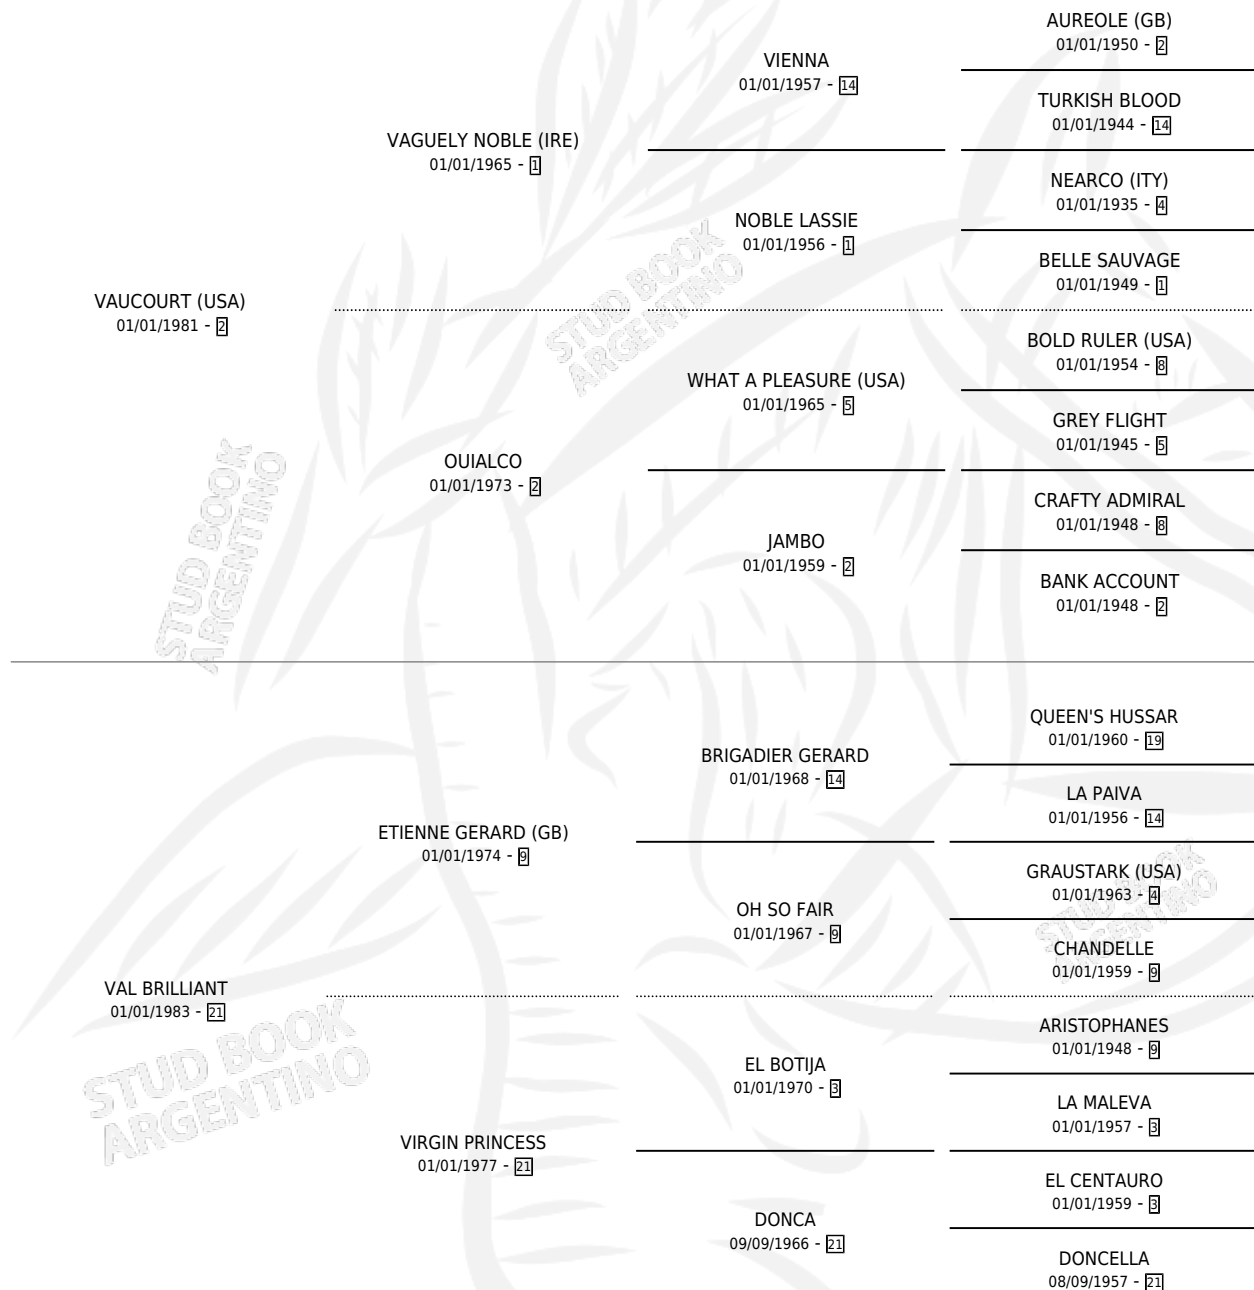 VAUCOURT (USA)
01/01/1981 - 2
VAGUELY NOBLE (IRE)
01/01/1965 - 1
VIENNA
01/01/1957 - 14
AUREOLE (GB)
01/01/1950 - 2
TURKISH BLOOD
01/01/1944 - 14
NOBLE LASSIE
01/01/1956 - 1
NEARCO (ITY)
01/01/1935 - 4
BELLE SAUVAGE
01/01/1949 - 1
OUIALCO
01/01/1973 - 2
WHAT A PLEASURE (USA)
01/01/1965 - 5
BOLD RULER (USA)
01/01/1954 - 8
GREY FLIGHT
01/01/1945 - 5
JAMBO
01/01/1959 - 2
CRAFTY ADMIRAL
01/01/1948 - 8
BANK ACCOUNT
01/01/1948 - 2
VAL BRILLIANT
01/01/1983 - 21
ETIENNE GERARD (GB)
01/01/1974 - 9
BRIGADIER GERARD
01/01/1968 - 14
QUEEN'S HUSSAR
01/01/1960 - 19
LA PAIVA
01/01/1956 - 14
OH SO FAIR
01/01/1967 - 9
GRAUSTARK (USA)
01/01/1963 - 4
CHANDELLE
01/01/1959 - 9
VIRGIN PRINCESS
01/01/1977 - 21
EL BOTIJA
01/01/1970 - 3
ARISTOPHANES
01/01/1948 - 9
LA MALEVA
01/01/1957 - 3
DONCA
09/09/1966 - 21
EL CENTAURO
01/01/1959 - 3
DONCELLA
08/09/1957 - 21
STUD BOOK
ARGENTINO
STUD BOOK
ARGENTINO
STUD BOOK
ARGENTINO
STUD BOOK
ARGENTINO